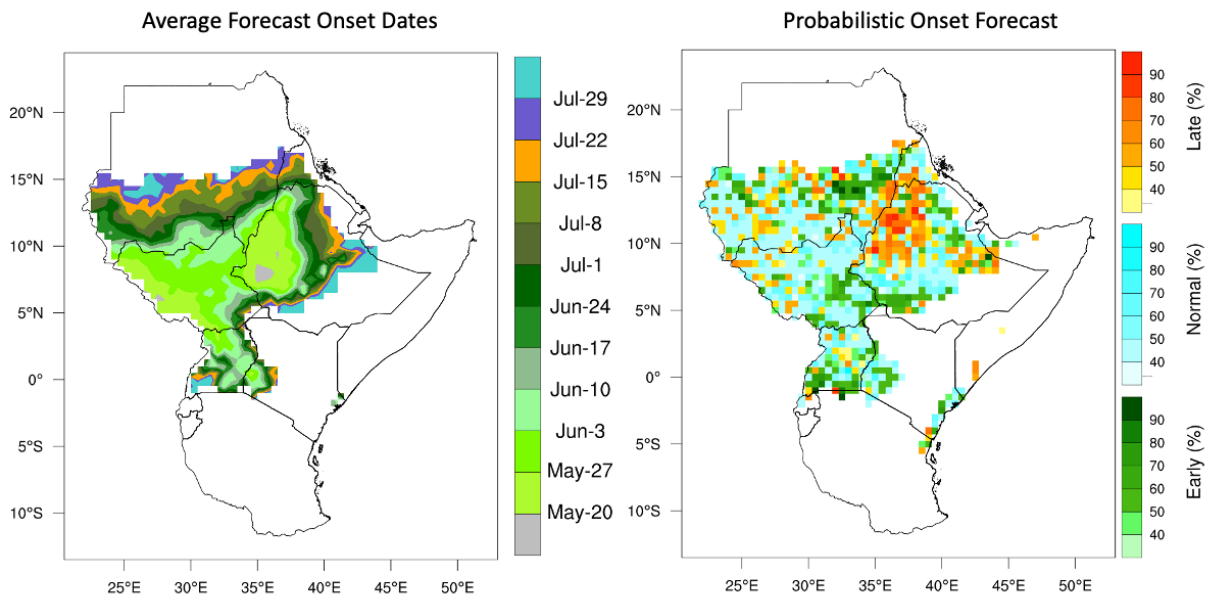 Average Forecast Onset Dates
20°N
15°N
10°N
5°N
0°
5°S
10°S
25°E 30°E 35°E 40°E 45°E 50°E
Jul-29
Jul-22
Jul-15
Jul-8
Jul-1
Jun-24
Jun-17
Jun-10
Jun-3
May-27
May-20
Probabilistic Onset Forecast
20°N
15°N
10°N
5°N
0°
5°S
10°S
25°E 30°E 35°E 40°E 45°E 50°E
90
80
70
60
50
40
Late (%)
90
80
70
60
50
40
Normal (%)
90
80
70
60
50
40
Early (%)